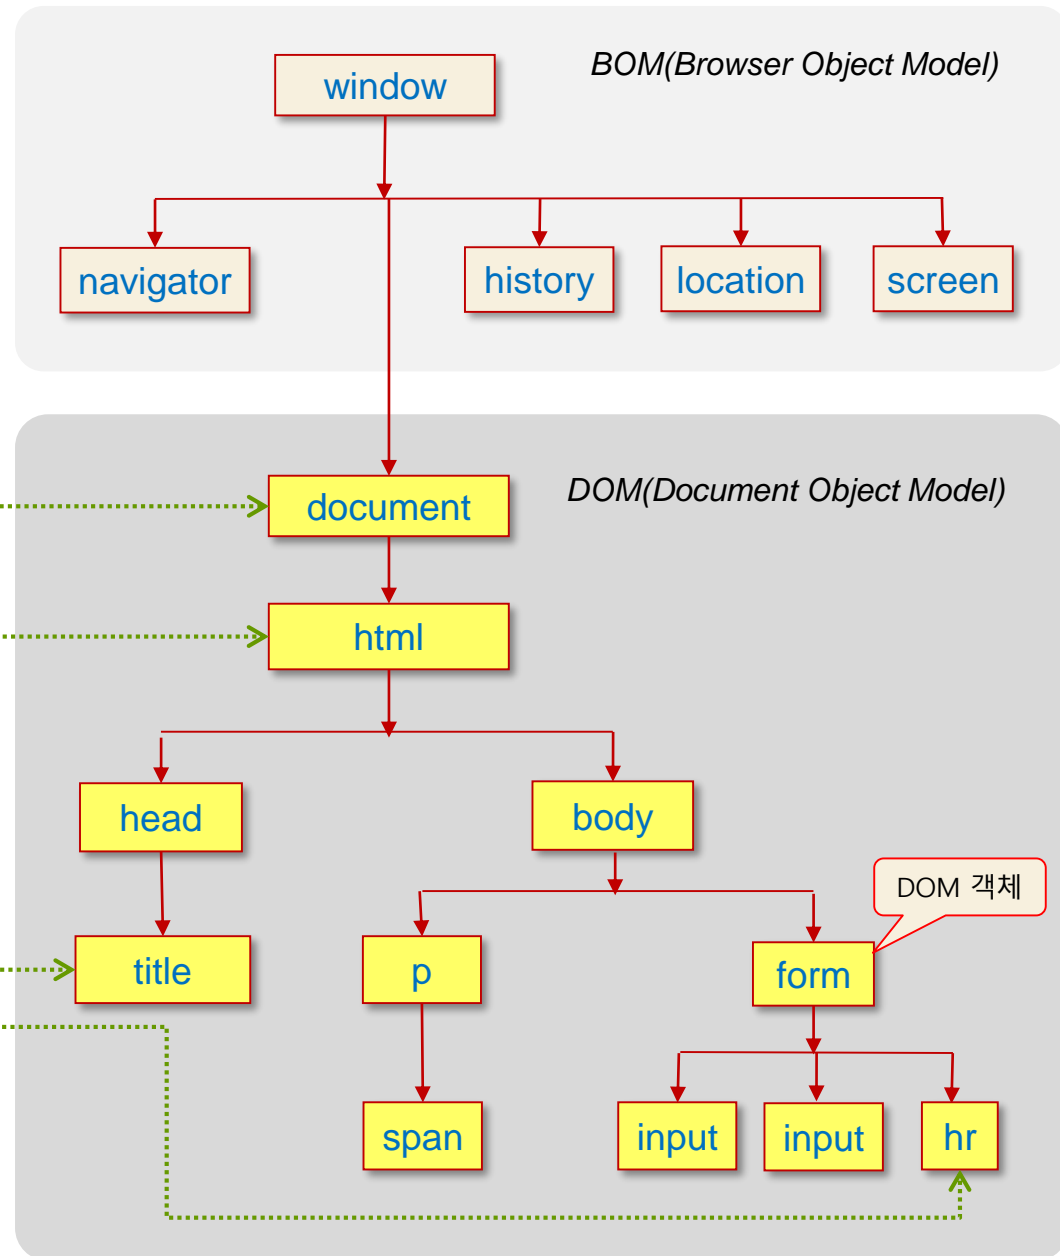 BOM(Browser Object Model)
window
navigator
history
location
screen
DOM(Document Object Model)
document
html
head
body
DOM 객체
title
p
form
span
input
input
hr